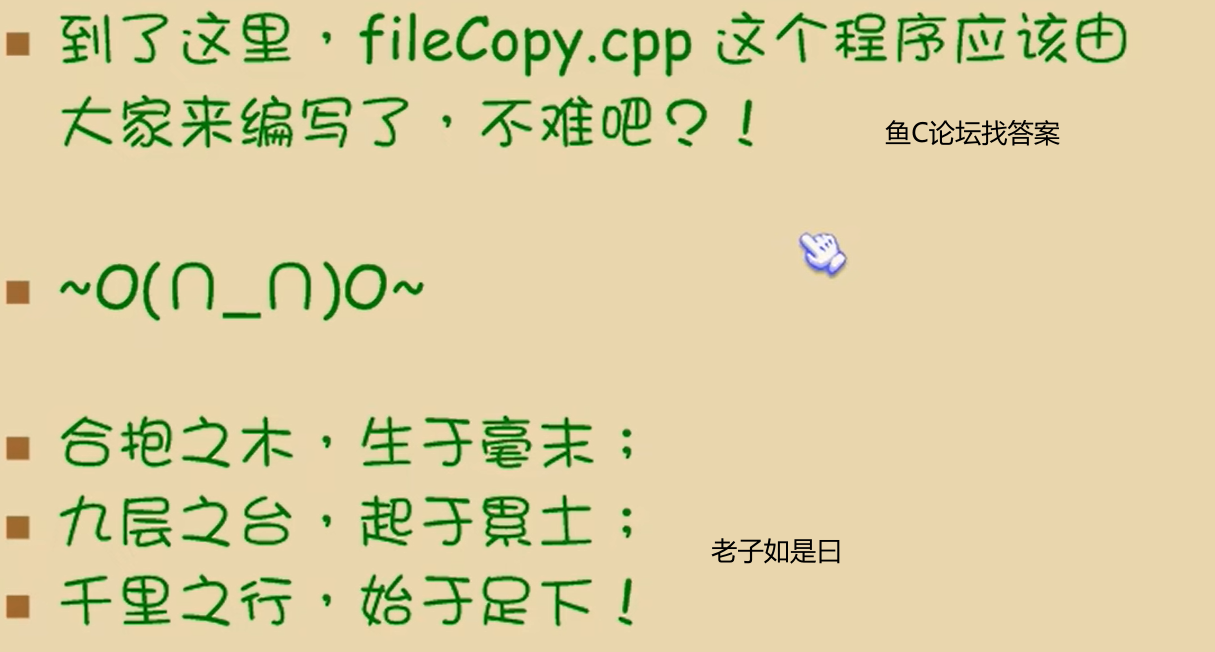 到了这里，fileCopy.cpp 这个程序应该由
大家来编写了，不难吧？！
鱼C论坛找答案
~O(∩_∩)O~
合抱之木，生于毫末；
九层之台，起于累土；
老子如是曰
千里之行，始于足下！